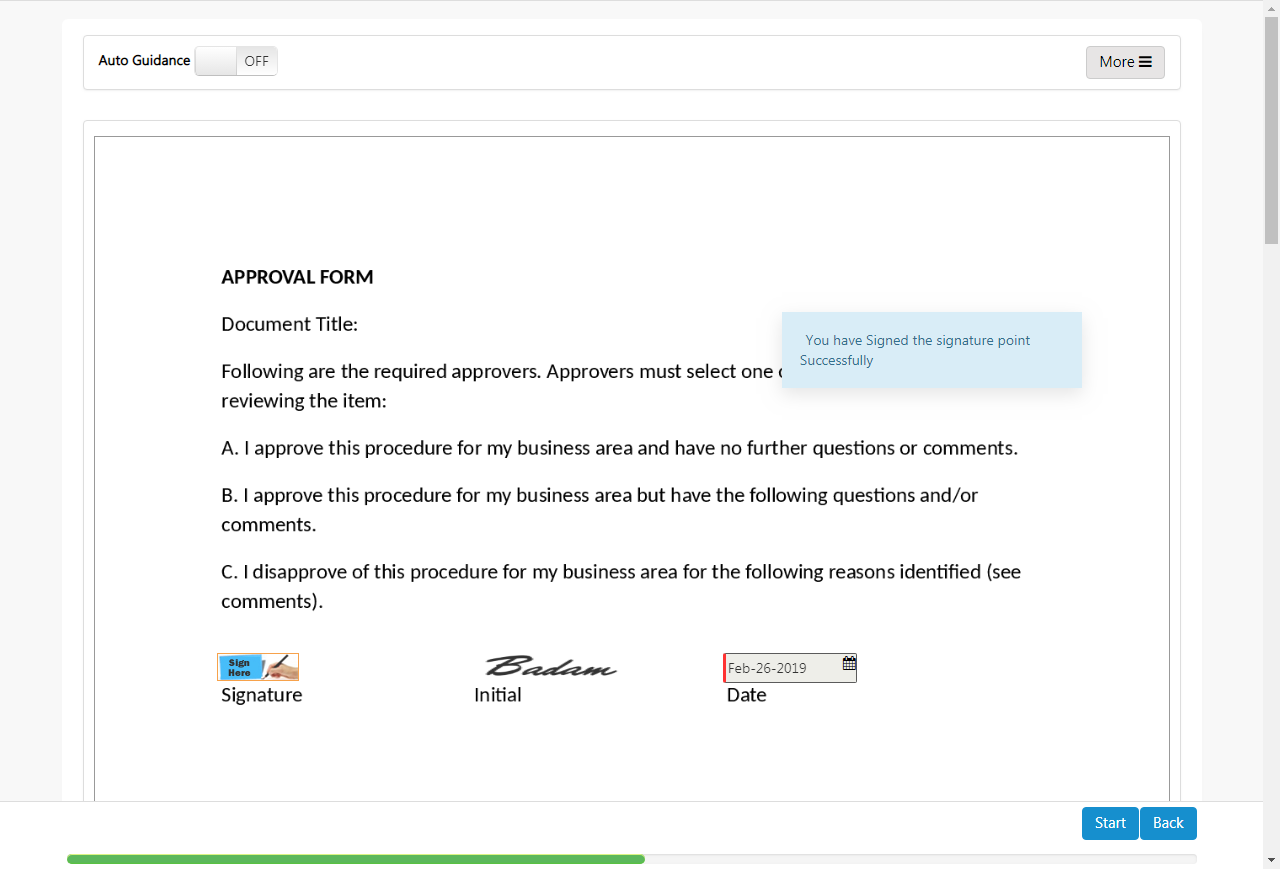 Auto Guidance OFF More
APPROVAL FORM
Document Title:
You have Signed the signature point
Successfully
Following are the required approvers. Approvers must select one
reviewing the item:
A. I approve this procedure for my business area and have no further questions or comments.
B. I approve this procedure for my business area but have the following questions and/or
comments.
C. I disapprove of this procedure for my business area for the following reasons identified (see
comments).
Sign
Here
Badam
Feb-26-2019
Signature Initial Date
Start Back